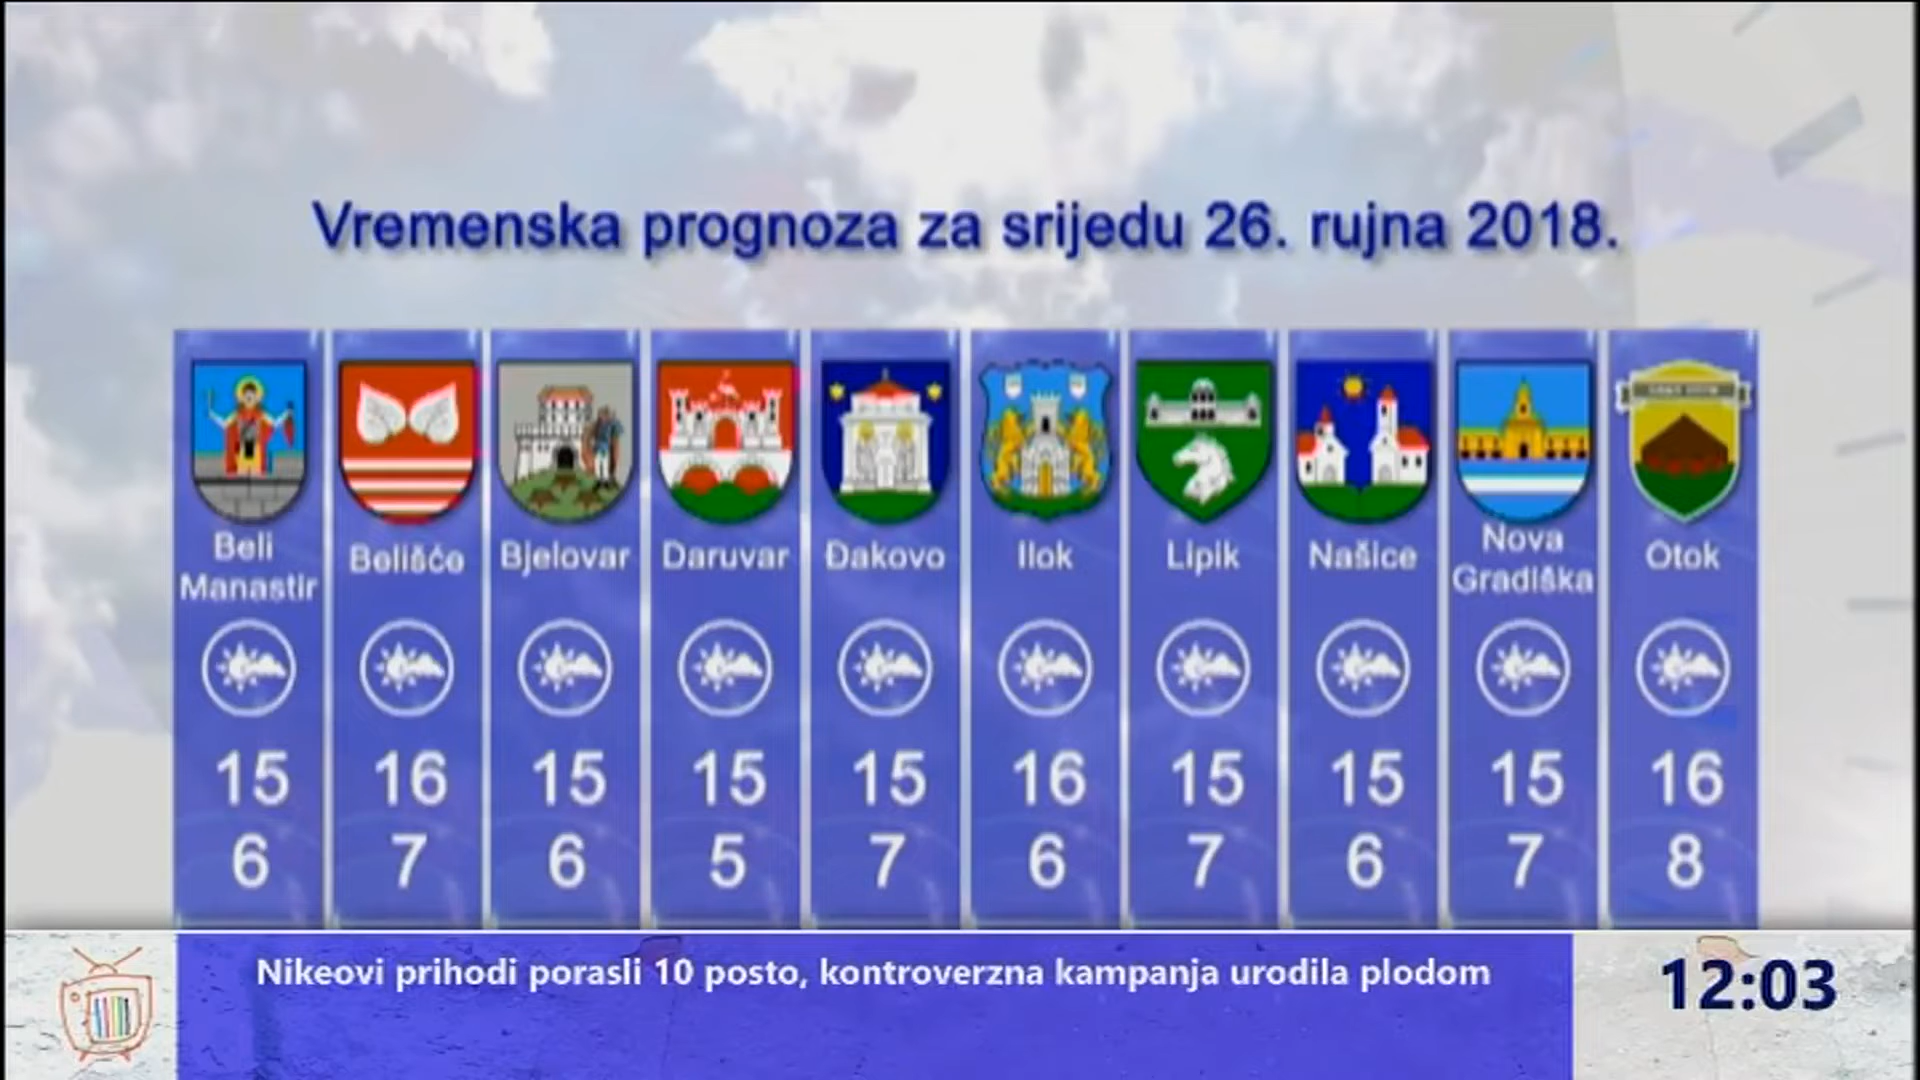 Vremenska prognoza za srijedu 26. rujna 2018.
Beli
Manastir
Belišće
Bjelovar
Daruvar
Đakovo
Ilok
Lipik
Našice
Nova
Gradiška
Otok
15 16 15 15 15 16 15 15 15 16
6 7 6 5 7 6 7 6 7 8
Nikeovi prihodi porasli 10 posto, kontroverzna kampanja urodila plodom
12:03